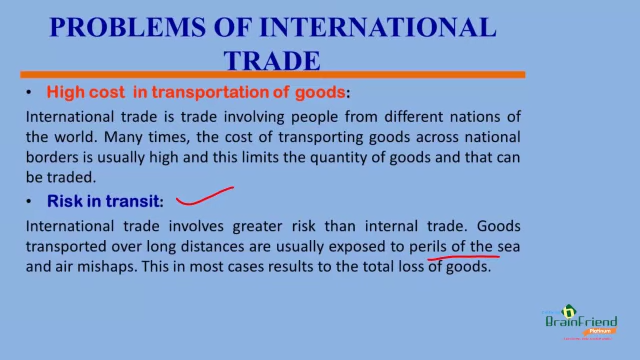 PROBLEMS OF INTERNATIONAL
TRADE
• High cost in transportation of goods:
International trade is trade involving people from different nations of
the world. Many times, the cost of transporting goods across national
borders is usually high and this limits the quantity of goods and that can
be traded.
• Risk in transit:
International trade involves greater risk than internal trade. Goods
transported over long distances are usually exposed to perils of the sea
and air mishaps. This in most cases results to the total loss of goods.
BrainFriend
Platinum